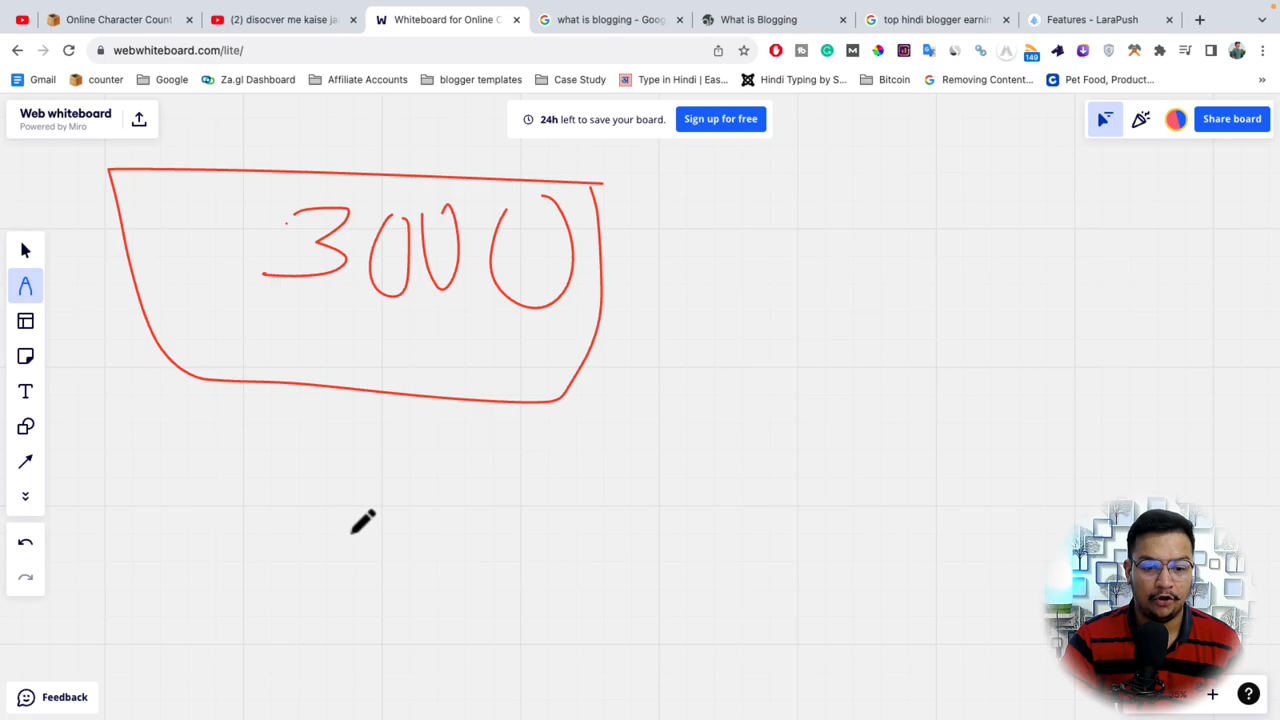 Online Character Count
(2) disocver me kaise ja
Whiteboard for Online C
what is blogging - Goog
What is Blogging
top hindi blogger earnin
Features - LaraPush
webwhiteboard.com/lite/
149
Gmail
counter
Google
Za.gl Dashboard
Affiliate Accounts
blogger templates
Case Study
Type in Hindi | Eas...
Hindi Typing by S...
Bitcoin
Removing Content...
Pet Food, Product...
Web whiteboard
Powered by Miro
24h left to save your board.
Sign up for free
Share board
3000
Feedback